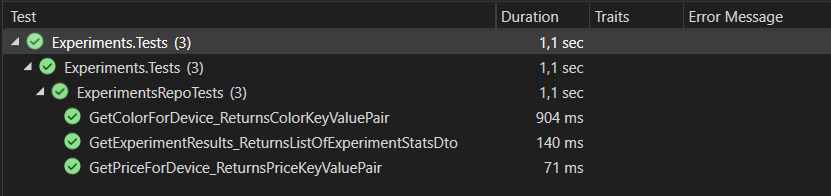 Test Duration Traits Error Message
Experiments.Tests (3) 1,1 sec
Experiments.Tests (3) 1,1 sec
ExperimentsRepoTests (3) 1,1 sec
GetColorForDevice_ReturnsColorKeyValuePair 904 ms
GetExperimentResults_ReturnsListOfExperimentStatsDto 140 ms
GetPriceForDevice_ReturnsPriceKeyValuePair 71 ms